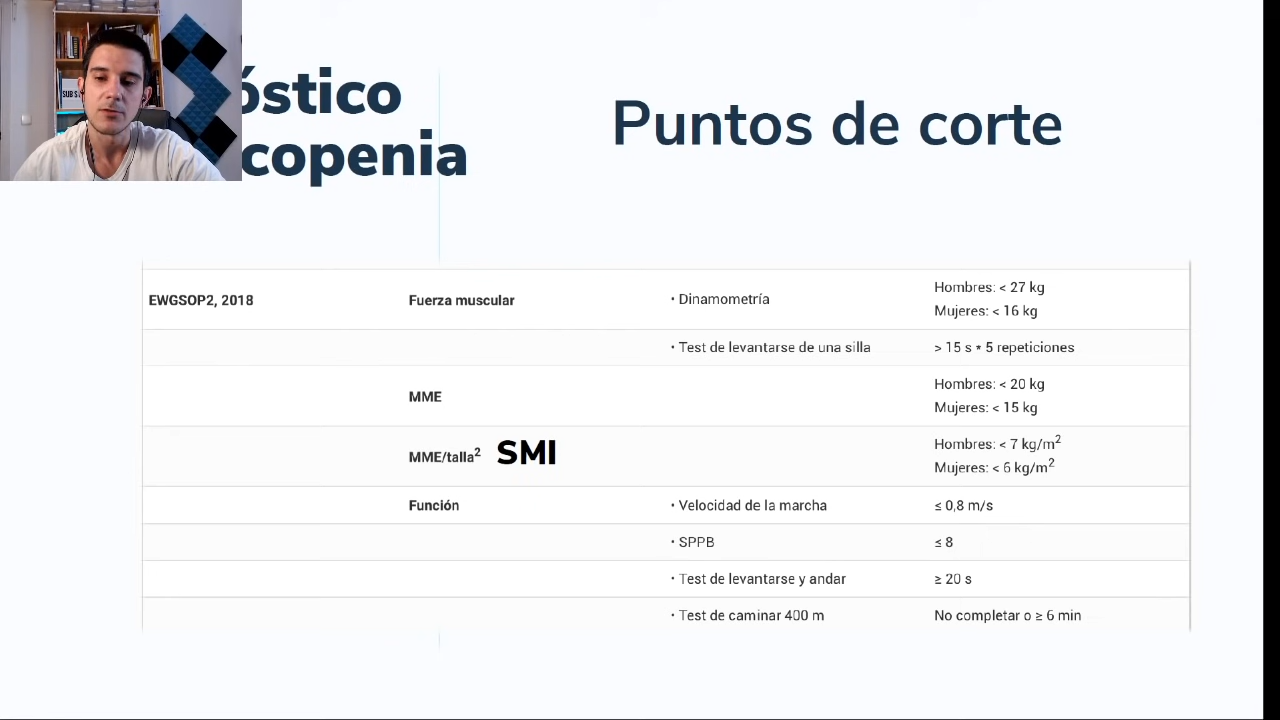 óstico
copenia
Puntos de corte
EWGSOP2, 2018
Fuerza muscular
• Dinamometría
Hombres: < 27 kg
Mujeres: < 16 kg
• Test de levantarse de una silla
> 15 s * 5 repeticiones
MME
Hombres: < 20 kg
Mujeres: < 15 kg
MME/talla² SMI
Hombres: < 7 kg/m²
Mujeres: < 6 kg/m²
Función
• Velocidad de la marcha
≤ 0,8 m/s
• SPPB
≤ 8
• Test de levantarse y andar
≥ 20 s
• Test de caminar 400 m
No completar o ≥ 6 min